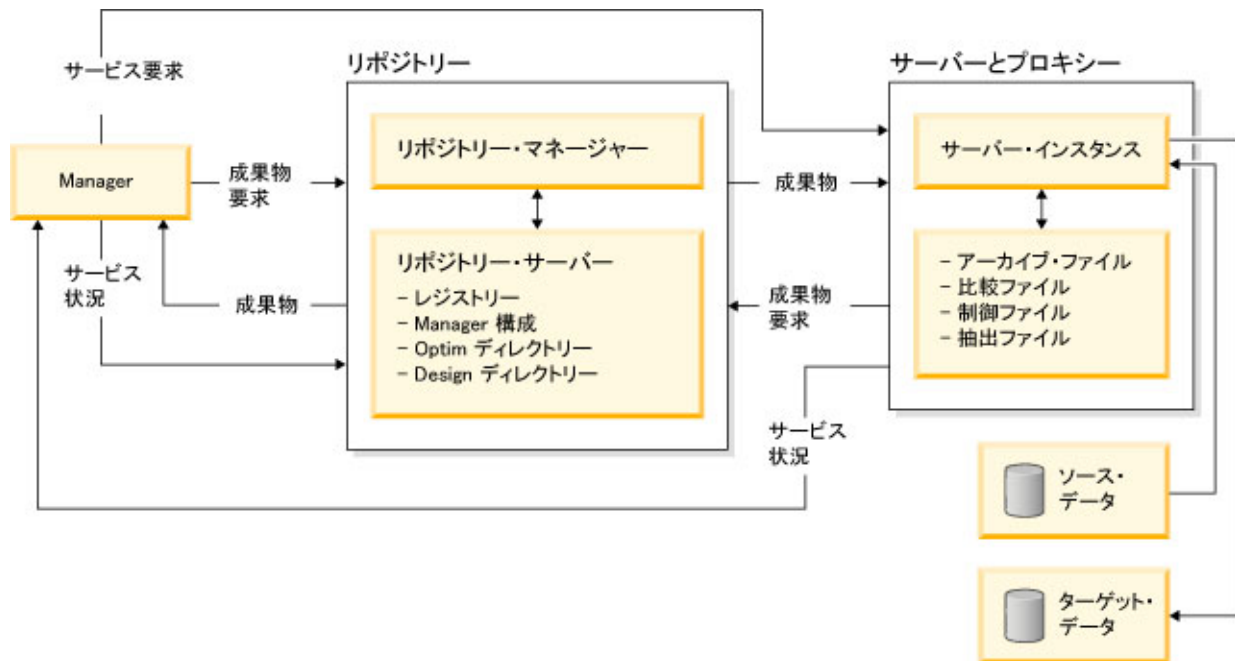 サービス要求
リポジトリー
サーバーとプロキシー
リポジトリー・マネージャー
サーバー・インスタンス
Manager
成果物
要求
成果物
サービス
状況
成果物
リポジトリー・サーバー
- レジストリー
- Manager 構成
- Optim ディレクトリー
- Design ディレクトリー
成果物
要求
- アーカイブ・ファイル
- 比較ファイル
- 制御ファイル
- 抽出ファイル
サービス
状況
ソース・
データ
ターゲット・
データ